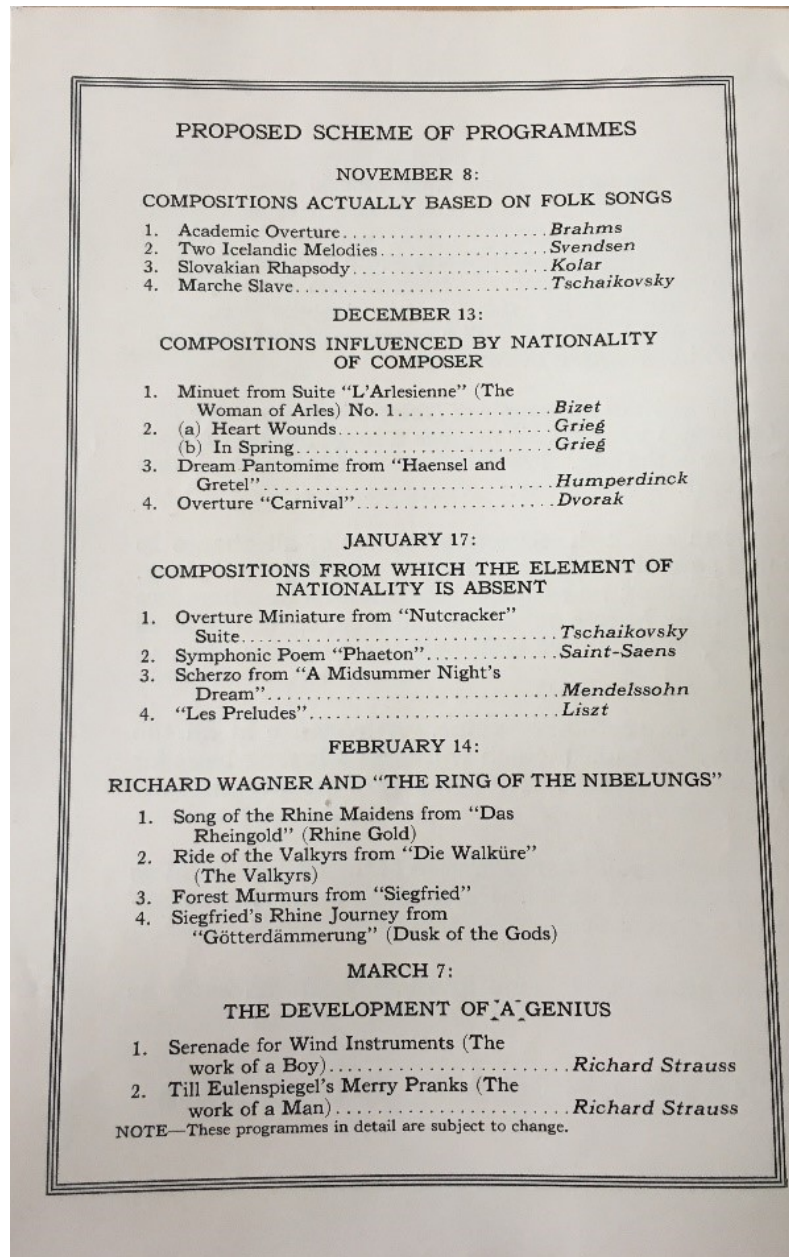 PROPOSED SCHEME OF PROGRAMMES
NOVEMBER 8:
COMPOSITIONS ACTUALLY BASED ON FOLK SONGS
1. Academic Overture......................Brahms
2. Two Icelandic Melodies..................Svendsen
3. Slovakian Rhapsody.....................Kolar
4. Marche Slave...........................Tschaikovsky
DECEMBER 13:
COMPOSITIONS INFLUENCED BY NATIONALITY
OF COMPOSER
1. Minuet from Suite "L'Arlesienne" (The
Woman of Arles) No. 1................Bizet
2. (a) Heart Wounds.......................Grieg
(b) In Spring...........................Grieg
3. Dream Pantomime from "Haensel and
Gretel"...............................Humperdinck
4. Overture "Carnival".....................Dvorak
JANUARY 17:
COMPOSITIONS FROM WHICH THE ELEMENT OF
NATIONALITY IS ABSENT
1. Overture Miniature from "Nutcracker"
Suite.................................Tschaikovsky
2. Symphonic Poem "Phaeton"..............Saint-Saens
3. Scherzo from "A Midsummer Night's
Dream"...............................Mendelssohn
4. "Les Preludes"..........................Liszt
FEBRUARY 14:
RICHARD WAGNER AND "THE RING OF THE NIBELUNGS"
1. Song of the Rhine Maidens from "Das
Rheingold" (Rhine Gold)
2. Ride of the Valkyrs from "Die Walküre"
(The Valkyrs)
3. Forest Murmurs from "Siegfried"
4. Siegfried's Rhine Journey from
"Götterdämmerung" (Dusk of the Gods)
MARCH 7:
THE DEVELOPMENT OF A GENIUS
1. Serenade for Wind Instruments (The
work of a Boy).........................Richard Strauss
2. Till Eulenspiegel's Merry Pranks (The
work of a Man)........................Richard Strauss
NOTE—These programmes in detail are subject to change.